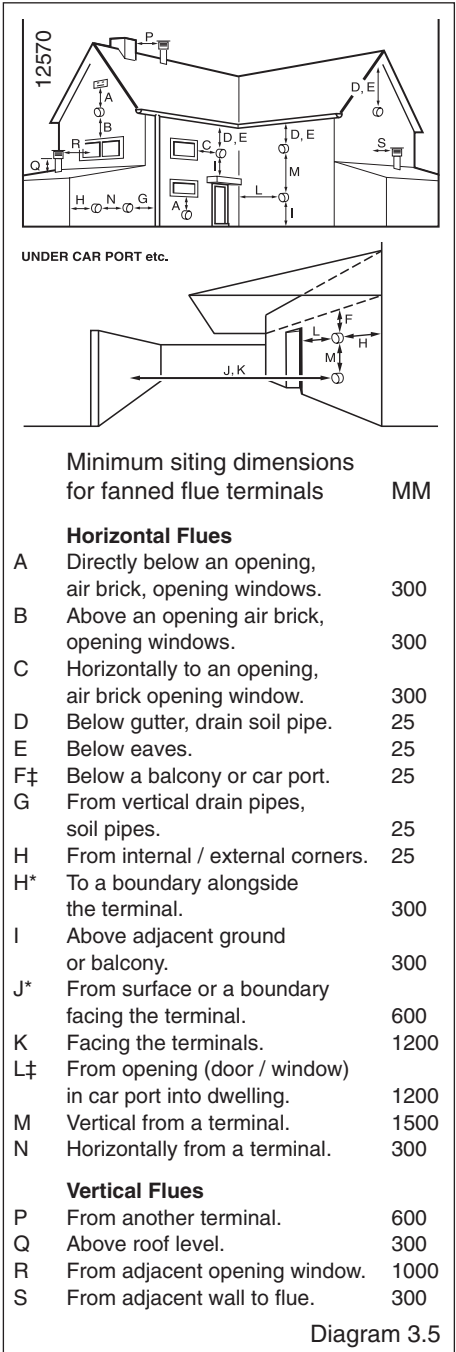 12570
P
A
B
R
Q
H N G
C
D, E
I
A
D, E
M
L
I
D, E
S
UNDER CAR PORT etc.
F
L
H
M
J, K
Minimum siting dimensions
for fanned flue terminals MM
Horizontal Flues
A Directly below an opening,
air brick, opening windows. 300
B Above an opening air brick,
opening windows. 300
C Horizontally to an opening,
air brick opening window. 300
D Below gutter, drain soil pipe. 25
E Below eaves. 25
F‡ Below a balcony or car port. 25
G From vertical drain pipes,
soil pipes. 25
H From internal / external corners. 25
H* To a boundary alongside
the terminal. 300
I Above adjacent ground
or balcony. 300
J* From surface or a boundary
facing the terminal. 600
K Facing the terminals. 1200
L‡ From opening (door / window)
in car port into dwelling. 1200
M Vertical from a terminal. 1500
N Horizontally from a terminal. 300
Vertical Flues
P From another terminal. 600
Q Above roof level. 300
R From adjacent opening window. 1000
S From adjacent wall to flue. 300
Diagram 3.5